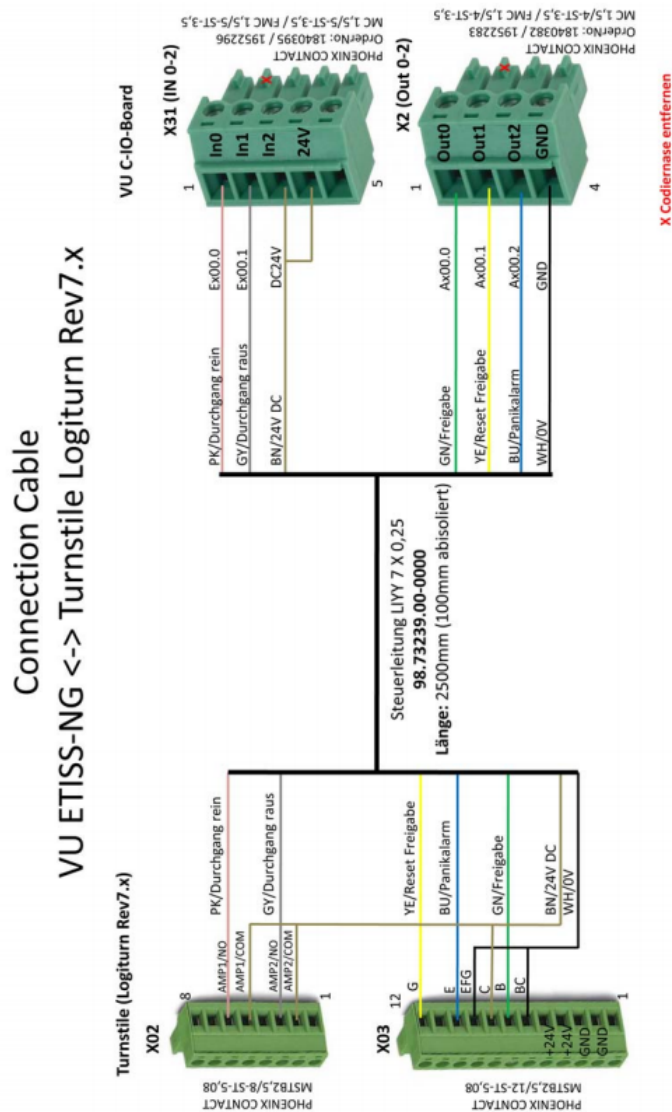 Connection Cable
VU ETISS-NG <-> Turnstile Logiturn Rev7.x
Turnstile (Logiturn Rev7.x)
X02
8
1
AMP1/NO
AMP1/COM
AMP2/NO
AMP2/COM
PK/Durchgang rein
GY/Durchgang raus
PHOENIX CONTACT
MSTB2,5/8-ST-5,08
X03
12
1
G
E
EFG
C
B
BC
+24V
+24V
GND
GND
YE/Reset Freigabe
BU/Panikalarm
GN/Freigabe
BN/24V DC
WH/0V
PHOENIX CONTACT
MSTB2,5/12-ST-5,08
Steuerleitung LIYY 7 X 0,25
98.73239.00-0000
Länge: 2500mm (100mm abisoliert)
VU C-IO-Board
X31 (IN 0-2)
PK/Durchgang rein
Ex00.0
GY/Durchgang raus
Ex00.1
BN/24V DC
DC24V
1
5
In0
In1
In2
24V
X
PHOENIX CONTACT
OrderNo: 1840395 / 1952296
MC 1,5/5-ST-3,5 / FMC 1,5/5-ST-3,5
X2 (Out 0-2)
GN/Freigabe
Ax00.0
YE/Reset Freigabe
Ax00.1
BU/Panikalarm
Ax00.2
WH/0V
GND
1
4
Out0
Out1
Out2
GND
X
PHOENIX CONTACT
OrderNo: 1840382 / 1952283
MC 1,5/4-ST-3,5 / FMC 1,5/4-ST-3,5
X Codiernase entfernen